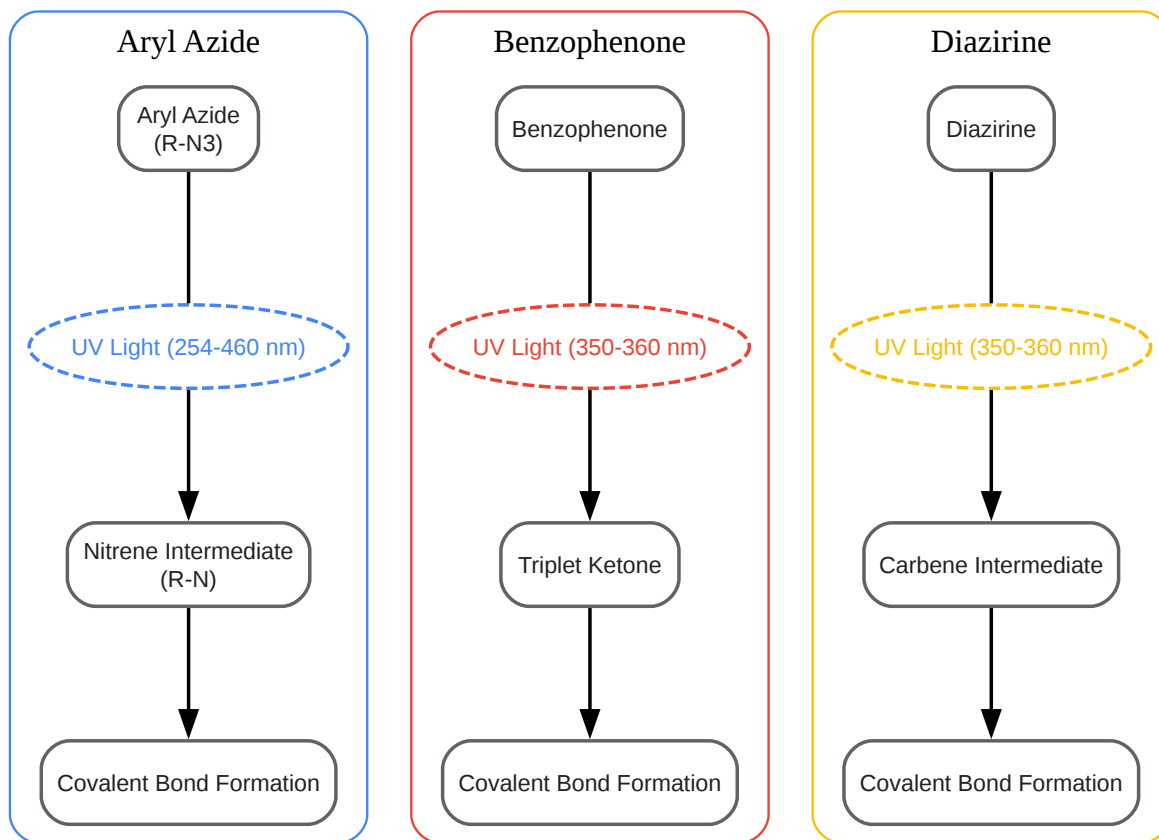 Aryl Azide
Aryl Azide
(R-N3)
UV Light (254-460 nm)
Nitrene Intermediate
(R-N)
Covalent Bond Formation
Benzophenone
Benzophenone
UV Light (350-360 nm)
Triplet Ketone
Covalent Bond Formation
Diazirine
Diazirine
UV Light (350-360 nm)
Carbene Intermediate
Covalent Bond Formation